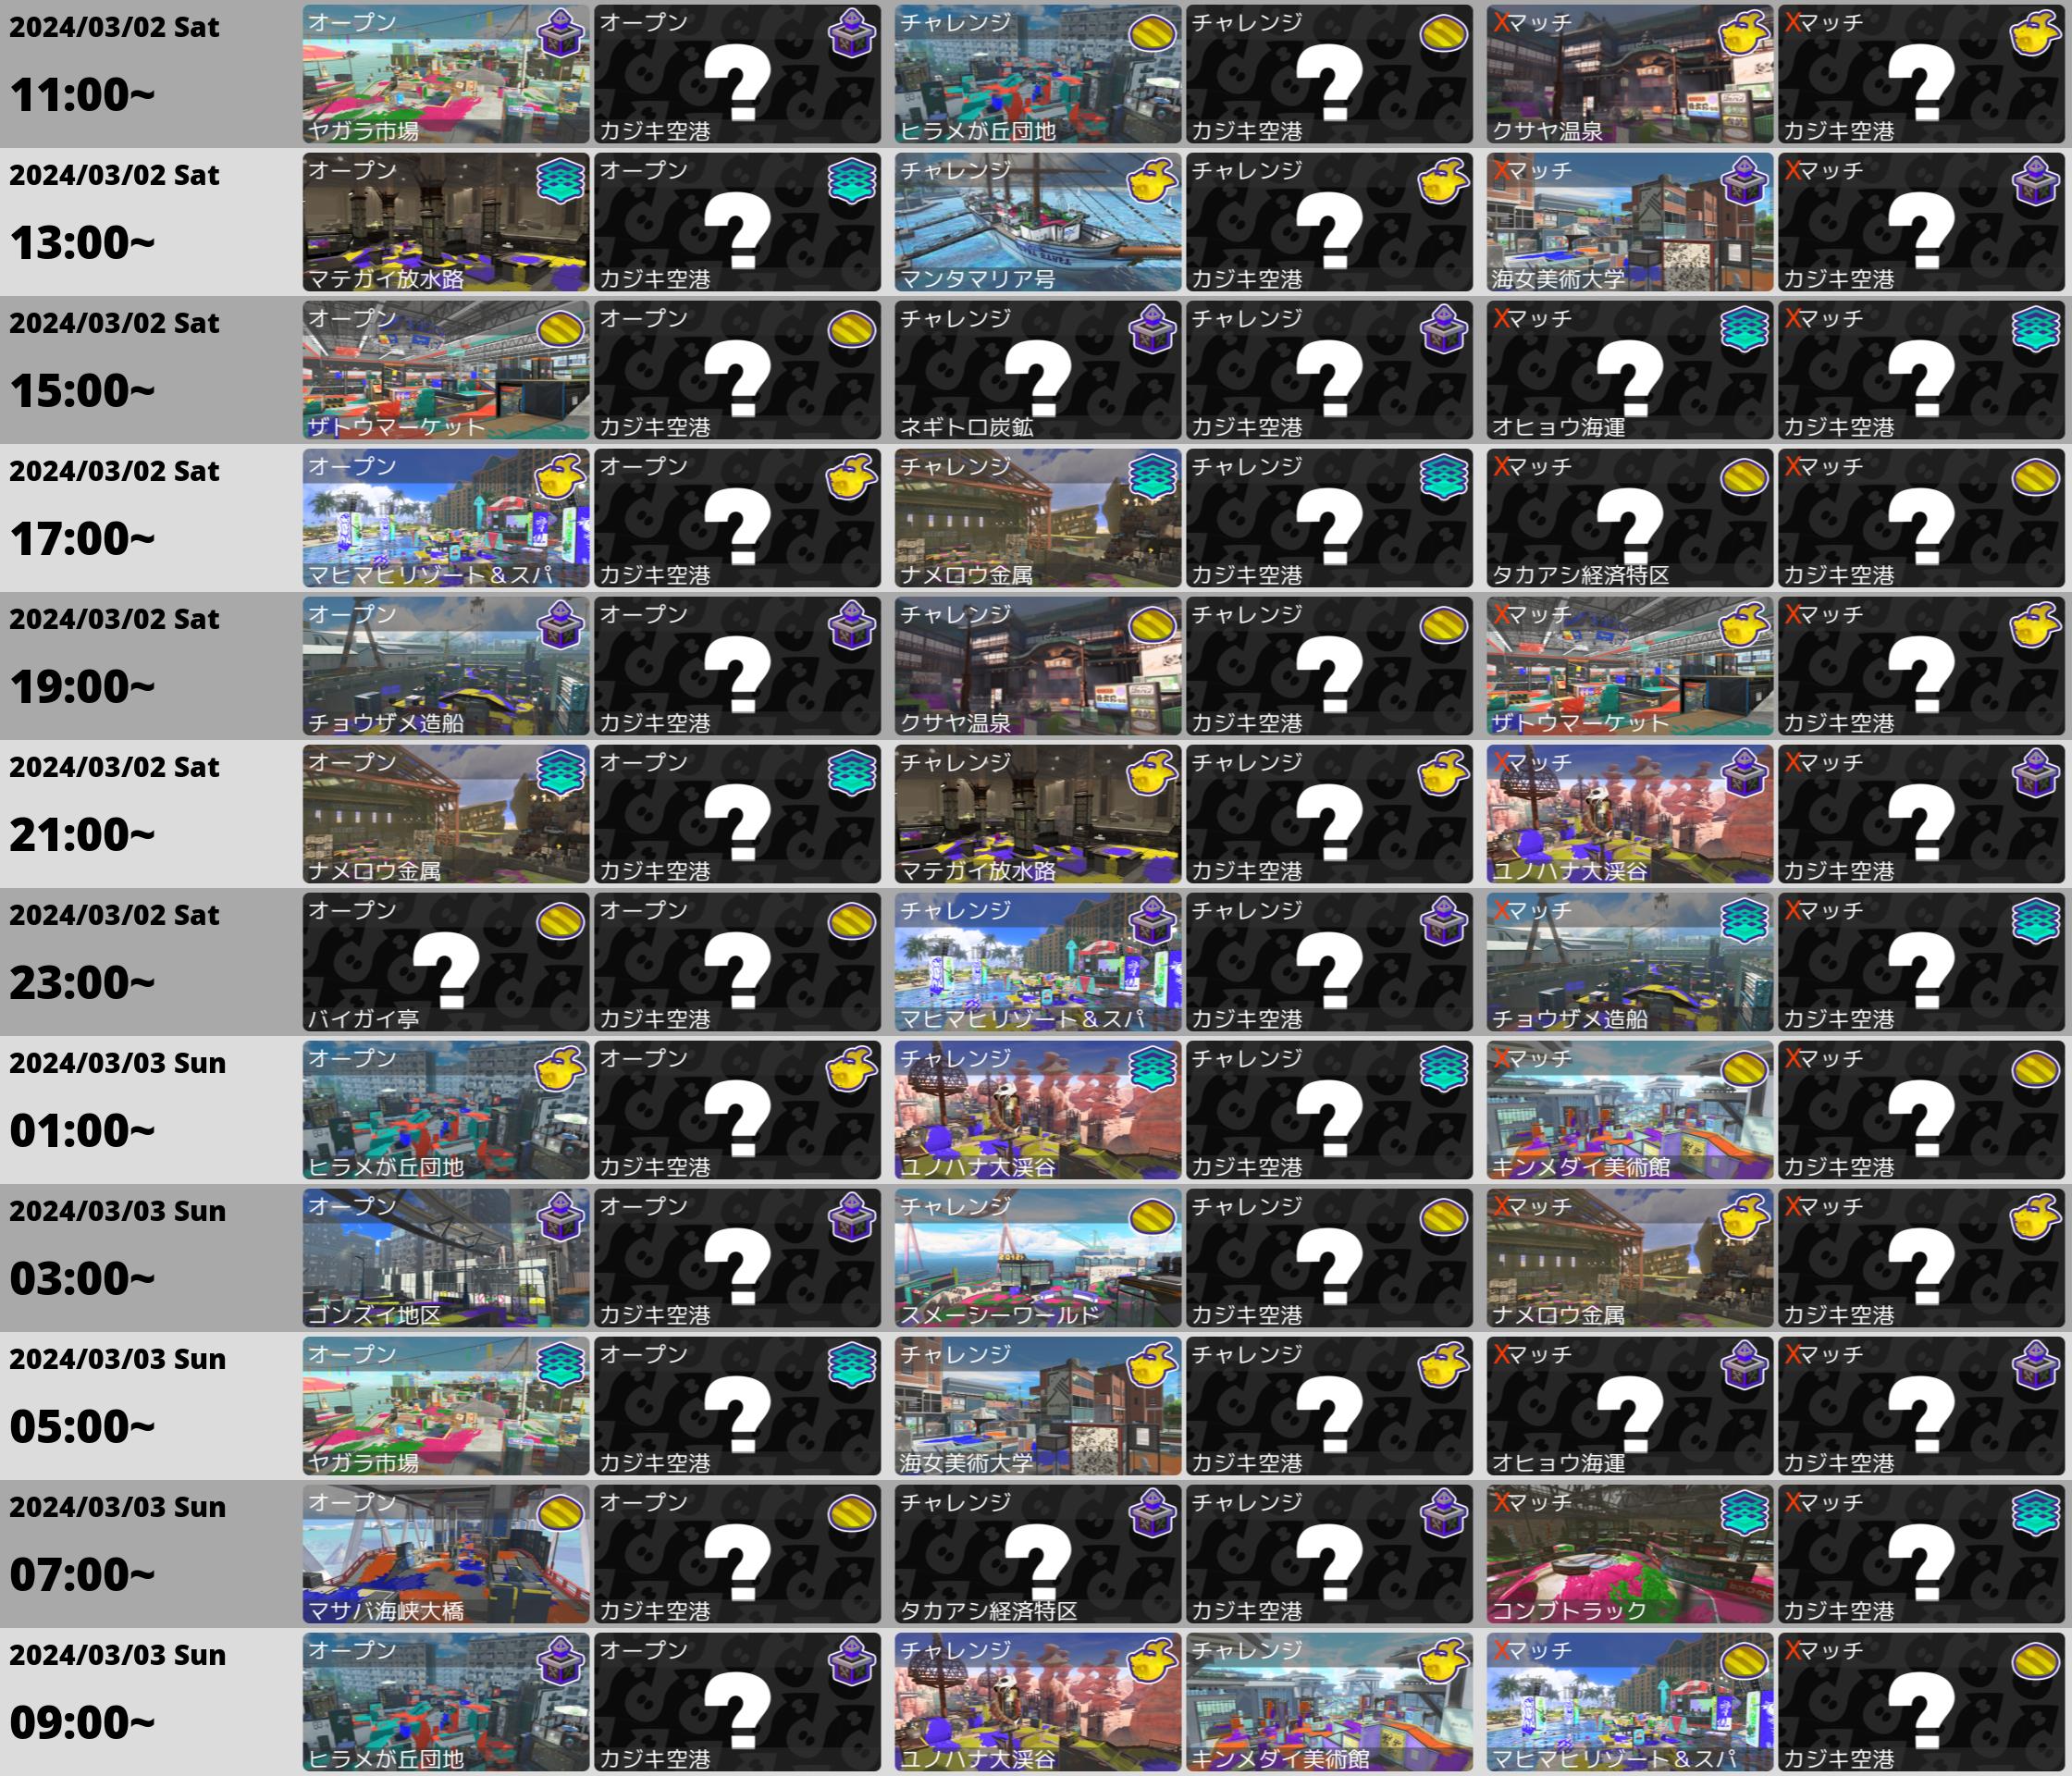 2024/03/02 Sat
11:00~
オープン
ヤガラ市場
オープン
カジキ空港
チャレンジ
ヒラメが丘団地
チャレンジ
カジキ空港
Xマッチ
クサヤ温泉
Xマッチ
カジキ空港
2024/03/02 Sat
13:00~
オープン
マテガイ放水路
オープン
カジキ空港
チャレンジ
マンタマリア号
チャレンジ
カジキ空港
Xマッチ
海女美術大学
Xマッチ
カジキ空港
2024/03/02 Sat
15:00~
オープン
ザトウマーケット
オープン
カジキ空港
チャレンジ
ネギトロ炭鉱
チャレンジ
カジキ空港
Xマッチ
オヒョウ海運
Xマッチ
カジキ空港
2024/03/02 Sat
17:00~
オープン
マヒマヒリゾート&スパ
オープン
カジキ空港
チャレンジ
ナメロウ金属
チャレンジ
カジキ空港
Xマッチ
タカアシ経済特区
Xマッチ
カジキ空港
2024/03/02 Sat
19:00~
オープン
チョウザメ造船
オープン
カジキ空港
チャレンジ
クサヤ温泉
チャレンジ
カジキ空港
Xマッチ
ザトウマーケット
Xマッチ
カジキ空港
2024/03/02 Sat
21:00~
オープン
ナメロウ金属
オープン
カジキ空港
チャレンジ
マテガイ放水路
チャレンジ
カジキ空港
Xマッチ
ユノハナ大渓谷
Xマッチ
カジキ空港
2024/03/02 Sat
23:00~
オープン
バイガイ亭
オープン
カジキ空港
チャレンジ
マヒマヒリゾート&スパ
チャレンジ
カジキ空港
Xマッチ
チョウザメ造船
Xマッチ
カジキ空港
2024/03/03 Sun
01:00~
オープン
ヒラメが丘団地
オープン
カジキ空港
チャレンジ
ユノハナ大渓谷
チャレンジ
カジキ空港
Xマッチ
キンメダイ美術館
Xマッチ
カジキ空港
2024/03/03 Sun
03:00~
オープン
ゴンズイ地区
オープン
カジキ空港
チャレンジ
スメーシーワールド
チャレンジ
カジキ空港
Xマッチ
ナメロウ金属
Xマッチ
カジキ空港
2024/03/03 Sun
05:00~
オープン
ヤガラ市場
オープン
カジキ空港
チャレンジ
海女美術大学
チャレンジ
カジキ空港
Xマッチ
オヒョウ海運
Xマッチ
カジキ空港
2024/03/03 Sun
07:00~
オープン
マサバ海峡大橋
オープン
カジキ空港
チャレンジ
タカアシ経済特区
チャレンジ
カジキ空港
Xマッチ
コンブトラック
Xマッチ
カジキ空港
2024/03/03 Sun
09:00~
オープン
ヒラメが丘団地
オープン
カジキ空港
チャレンジ
ユノハナ大渓谷
チャレンジ
キンメダイ美術館
Xマッチ
マヒマヒリゾート&スパ
Xマッチ
カジキ空港